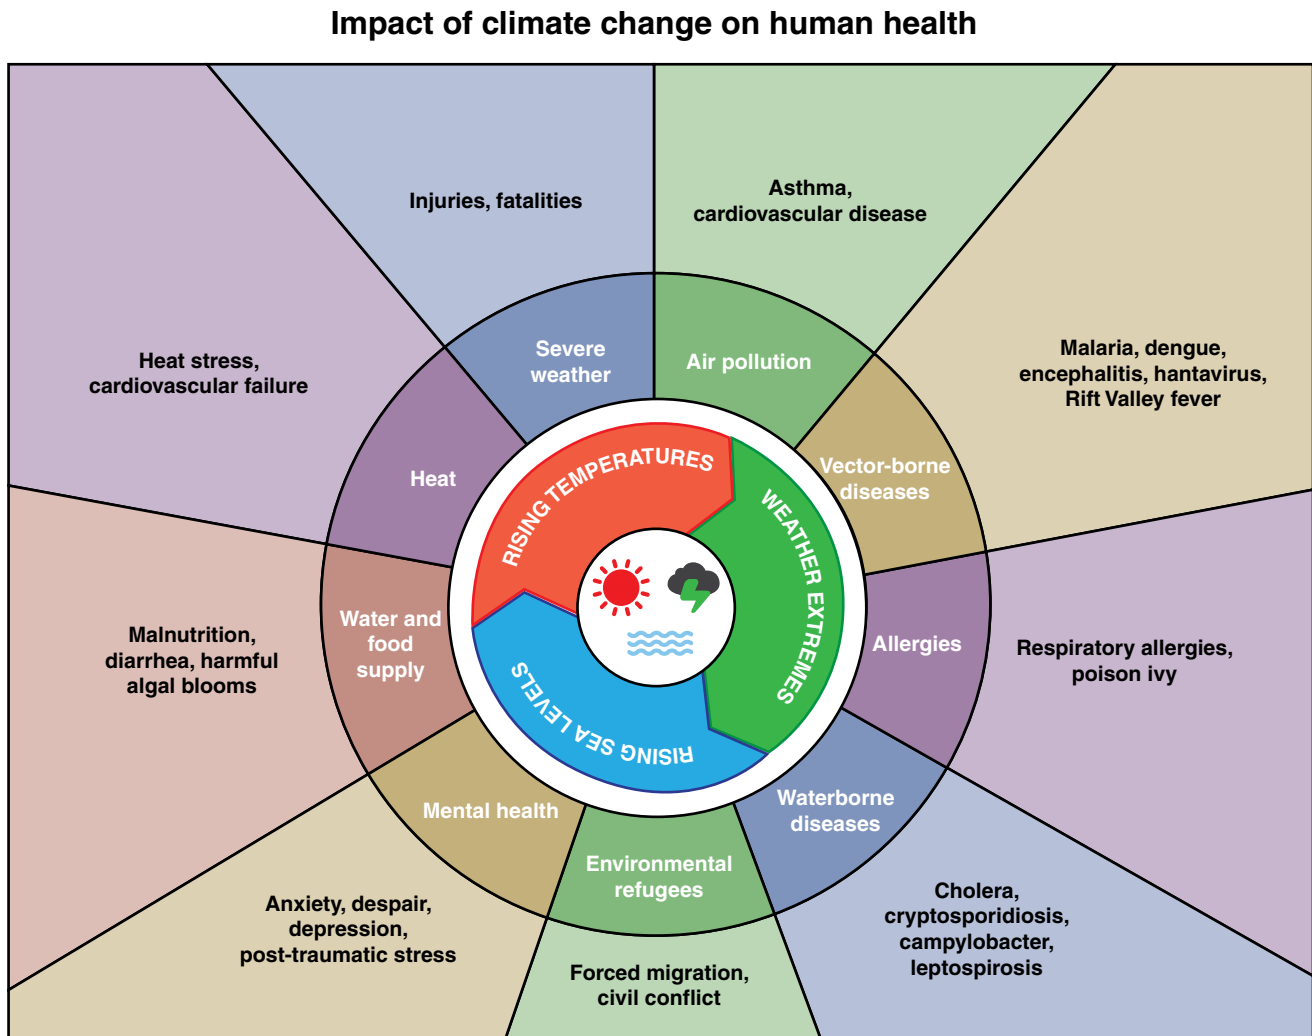 Impact of climate change on human health
Injuries, fatalities
Asthma,
cardiovascular disease
Malaria, dengue,
encephalitis, hantavirus,
Rift Valley fever
Respiratory allergies,
poison ivy
Cholera,
cryptosporidiosis,
campylobacter,
leptospirosis
Forced migration,
civil conflict
Anxiety, despair,
depression,
post-traumatic stress
Malnutrition,
diarrhea, harmful
algal blooms
Heat stress,
cardiovascular failure
Severe
weather
Air pollution
Vector-borne
diseases
Allergies
Waterborne
diseases
Environmental
refugees
Mental health
Water and
food
supply
Heat
RISING TEMPERATURES
WEATHER EXTREMES
RISING SEA LEVELS